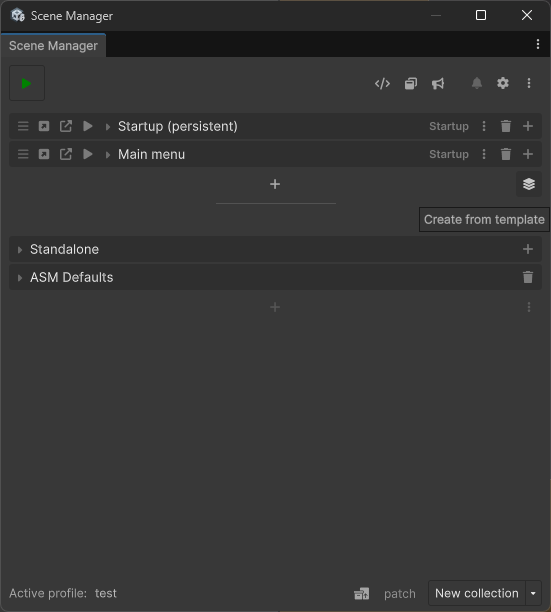 Scene Manager
Scene Manager
Startup (persistent) Startup
Main menu Startup
Create from template
Standalone
ASM Defaults
Active profile: test patch New collection